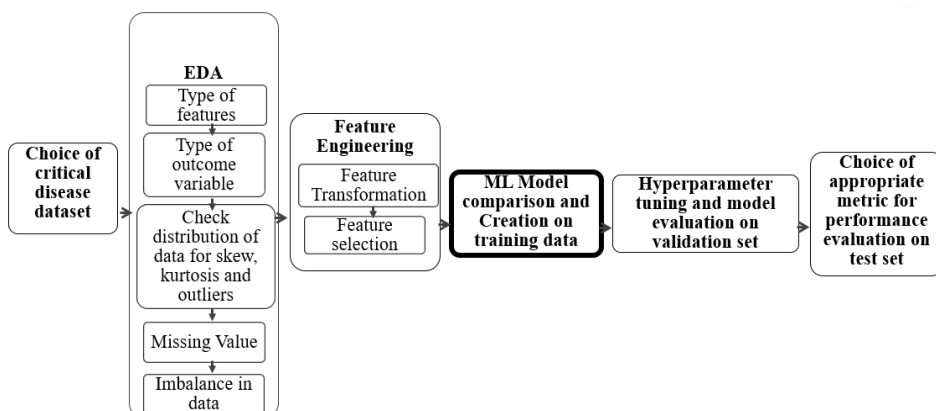 Choice of
critical
disease
dataset
EDA
Type of
features
Type of
outcome
variable
Check
distribution of
data for skew,
kurtosis and
outliers
Missing Value
Imbalance in
data
Feature
Engineering
Feature
Transformation
Feature
selection
ML Model
comparison and
Creation on
training data
Hyperparameter
tuning and model
evaluation on
validation set
Choice of
appropriate
metric for
performance
evaluation on
test set